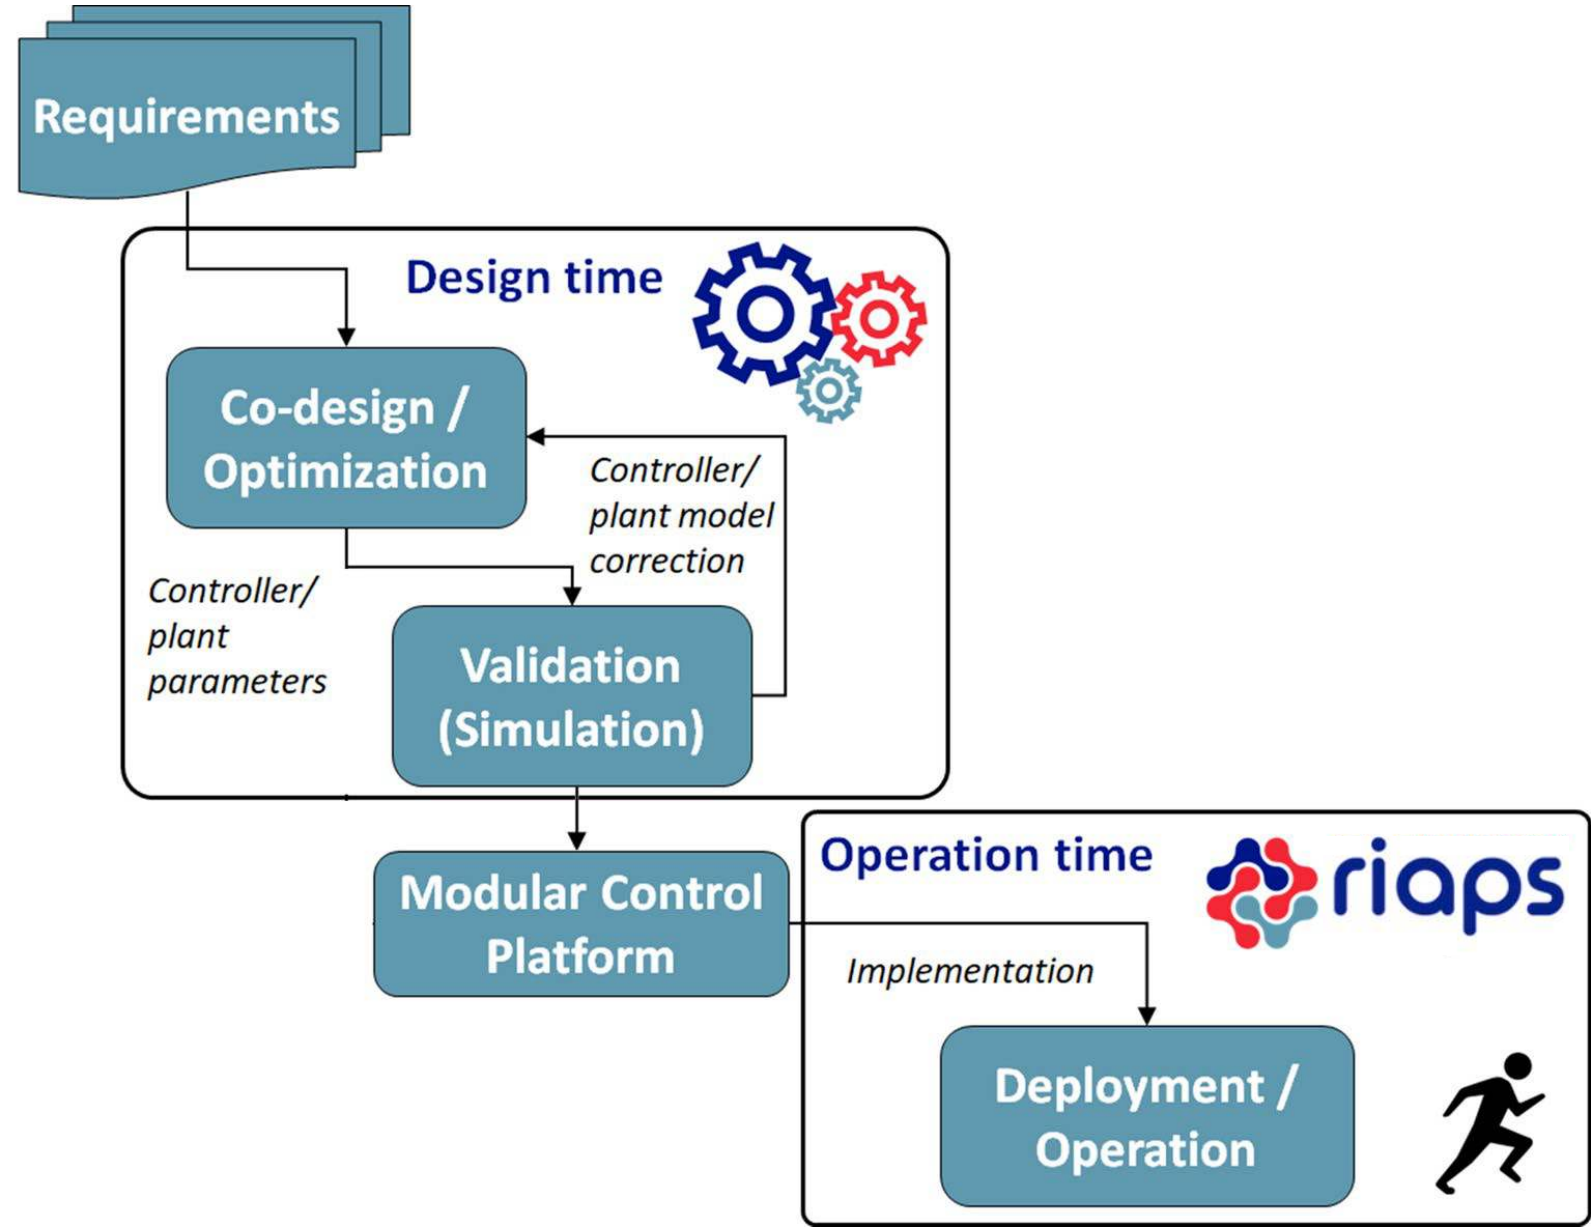 Requirements
Design time
Co-design /
Optimization
Controller/
plant model
correction
Controller/
plant
parameters
Validation
(Simulation)
Modular Control
Platform
Operation time
riaps
Implementation
Deployment /
Operation